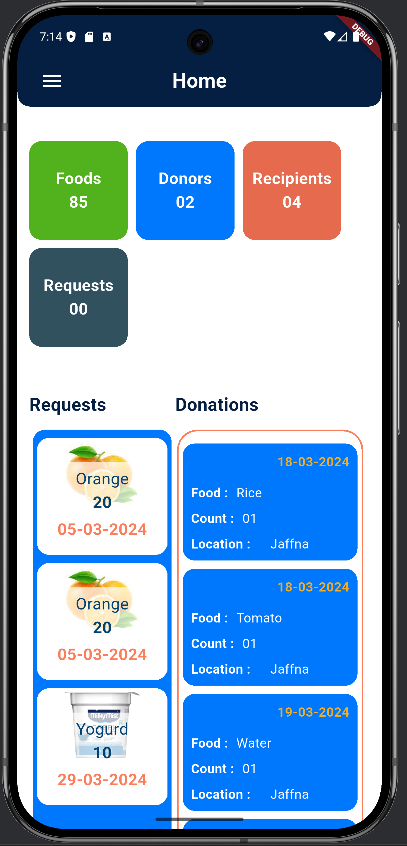 7:14
DEBUG
Home
Foods
85
Donors
02
Recipients
04
Requests
00
Requests
Orange
20
05-03-2024
Orange
20
05-03-2024
Yogurd
10
29-03-2024
Donations
18-03-2024
Food : Rice
Count : 01
Location : Jaffna
18-03-2024
Food : Tomato
Count : 01
Location : Jaffna
19-03-2024
Food : Water
Count : 01
Location : Jaffna